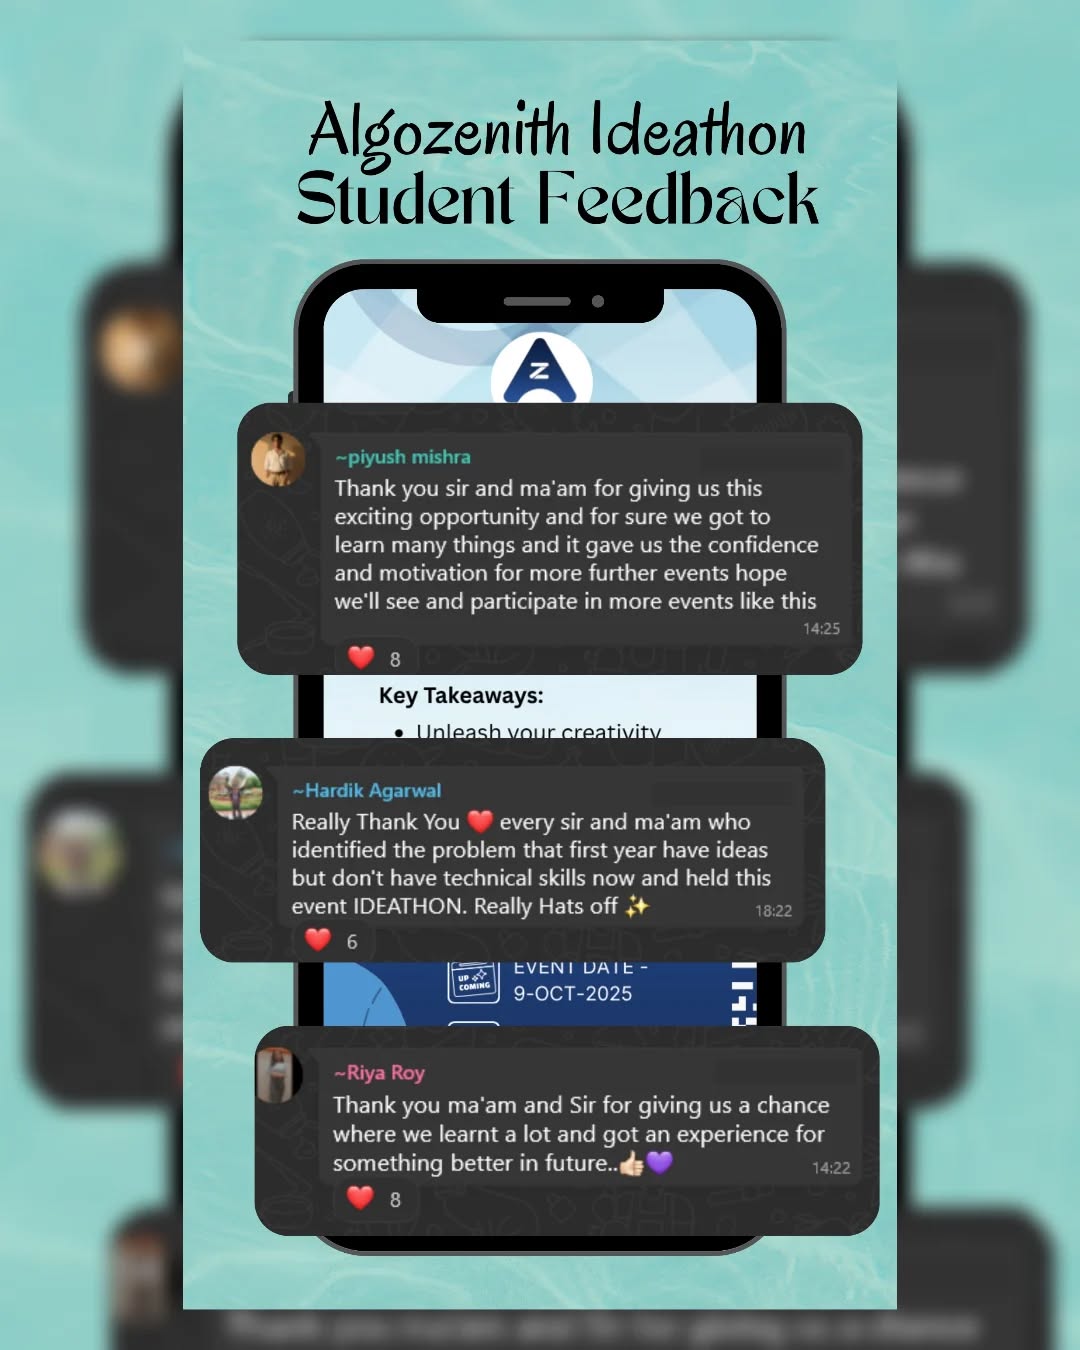 Algozenith Ideathon
Student Feedback
Z
~piyush mishra
Thank you sir and ma'am for giving us this
exciting opportunity and for sure we got to
learn many things and it gave us the confidence
and motivation for more further events hope
we'll see and participate in more events like this
14:25
❤️ 8
Key Takeaways:
• Unleash your creativity
~Hardik Agarwal
Really Thank You ❤️ every sir and ma'am who
identified the problem that first year have ideas
but don't have technical skills now and held this
event IDEATHON. Really Hats off ✨
18:22
❤️ 6
UP
COMING
EVENT DATE -
9-OCT-2025
~Riya Roy
Thank you ma'am and Sir for giving us a chance
where we learnt a lot and got an experience for
something better in future..👍🏻💜
14:22
❤️ 8